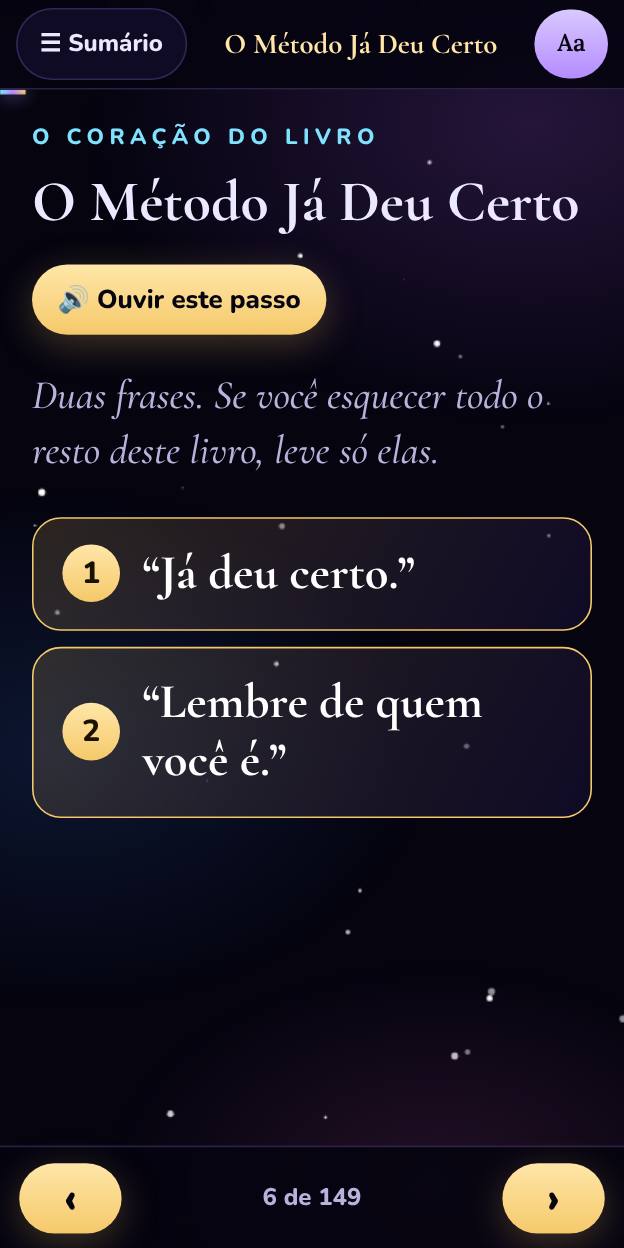 ☰ Sumário
O Método Já Deu Certo
Aa
O CORAÇÃO DO LIVRO
O Método Já Deu Certo
🔊 Ouvir este passo
Duas frases. Se você esquecer todo o
resto deste livro, leve só elas.
1
“Já deu certo.”
2
“Lembre de quem
você é.”
‹
6 de 149
›